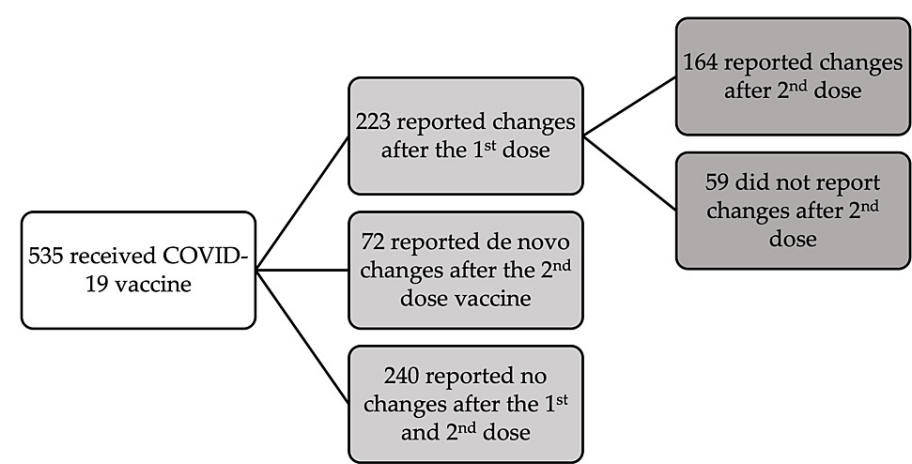 535 received COVID-
19 vaccine
223 reported changes
after the 1st dose
72 reported de novo
changes after the 2nd
dose vaccine
240 reported no
changes after the 1st
and 2nd dose
164 reported changes
after 2nd dose
59 did not report
changes after 2nd
dose